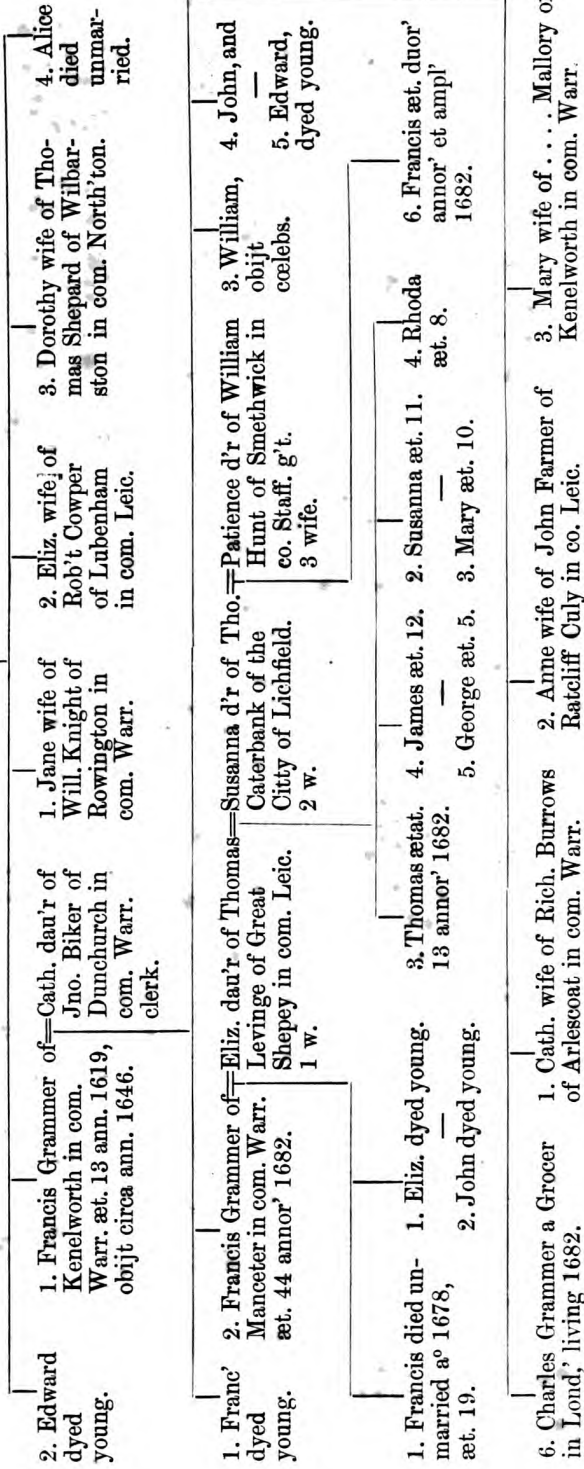 2. Edward
dyed
young.
1. Francis Grammer of=Cath. dau'r of
Kenelworth in com.
Warr. æt. 13 ann. 1619,
obijt circa ann. 1646.
Jno. Biker of
Dunchurch in
com. Warr.
clerk.
1. Jane wife of
Will. Knight of
Rowington in
com. Warr.
2. Eliz. wife of
Rob't Cowper
of Lubenham
in com. Leic.
3. Dorothy wife of Tho-
mas Shepard of Wilbar-
ston in com. North'ton.
4. Alice
died
unmar-
ried.
1. Franc'
dyed
young.
2. Francis Grammer of=Eliz. dau'r of Thomas=Susanna d'r of Tho.=Patience d'r of William
Manceter in com. Warr.
æt. 44 annor' 1682.
Levinge of Great
Shepey in com. Leic.
1 w.
Caterbank of the
Citty of Lichfield.
2 w.
Hunt of Smethwick in
co. Staff. g't.
3 wife.
3. William,
obijt
cœlebs.
4. John, and
—
5. Edward,
dyed young.
1. Francis died un-
married aº 1678,
æt. 19.
1. Eliz. dyed young.
—
2. John dyed young.
3. Thomas ætat.
13 annor' 1682.
4. James æt. 12.
—
5. George æt. 5.
2. Susanna æt. 11.
—
3. Mary æt. 10.
4. Rhoda
æt. 8.
6. Francis æt. duor'
annor' et ampl'
1682.
6. Charles Grammer a Grocer
in Lond,' living 1682.
1. Cath. wife of Rich. Burrows
of Arlescoat in com. Warr.
2. Anne wife of John Farmer of
Ratcliff Culy in co. Leic.
3. Mary wife of .... Mallory of
Kenelworth in com. Warr.